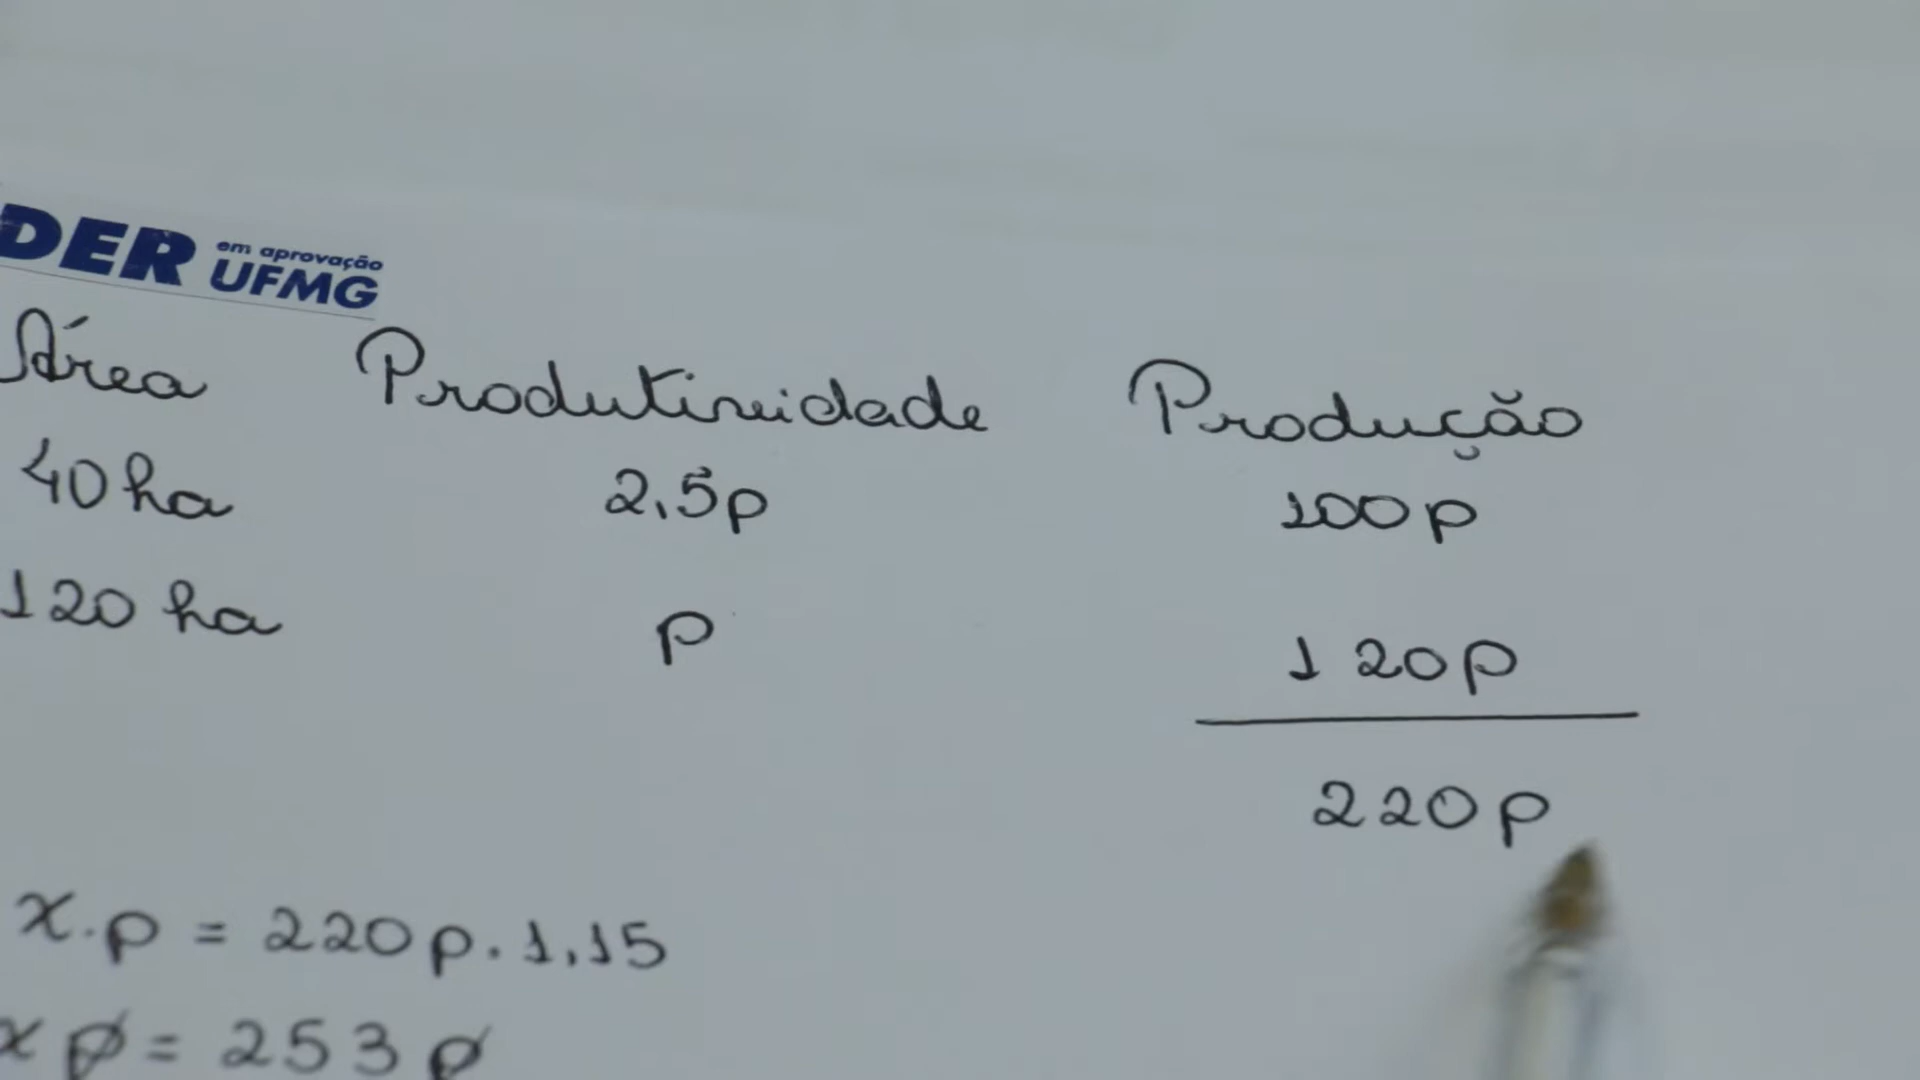 DER em aprovação UFMG
Área Produtividade Produção
40 ha 2,5p 100p
120 ha p 120p
220p
x.p = 220p.1,15
xp = 253p